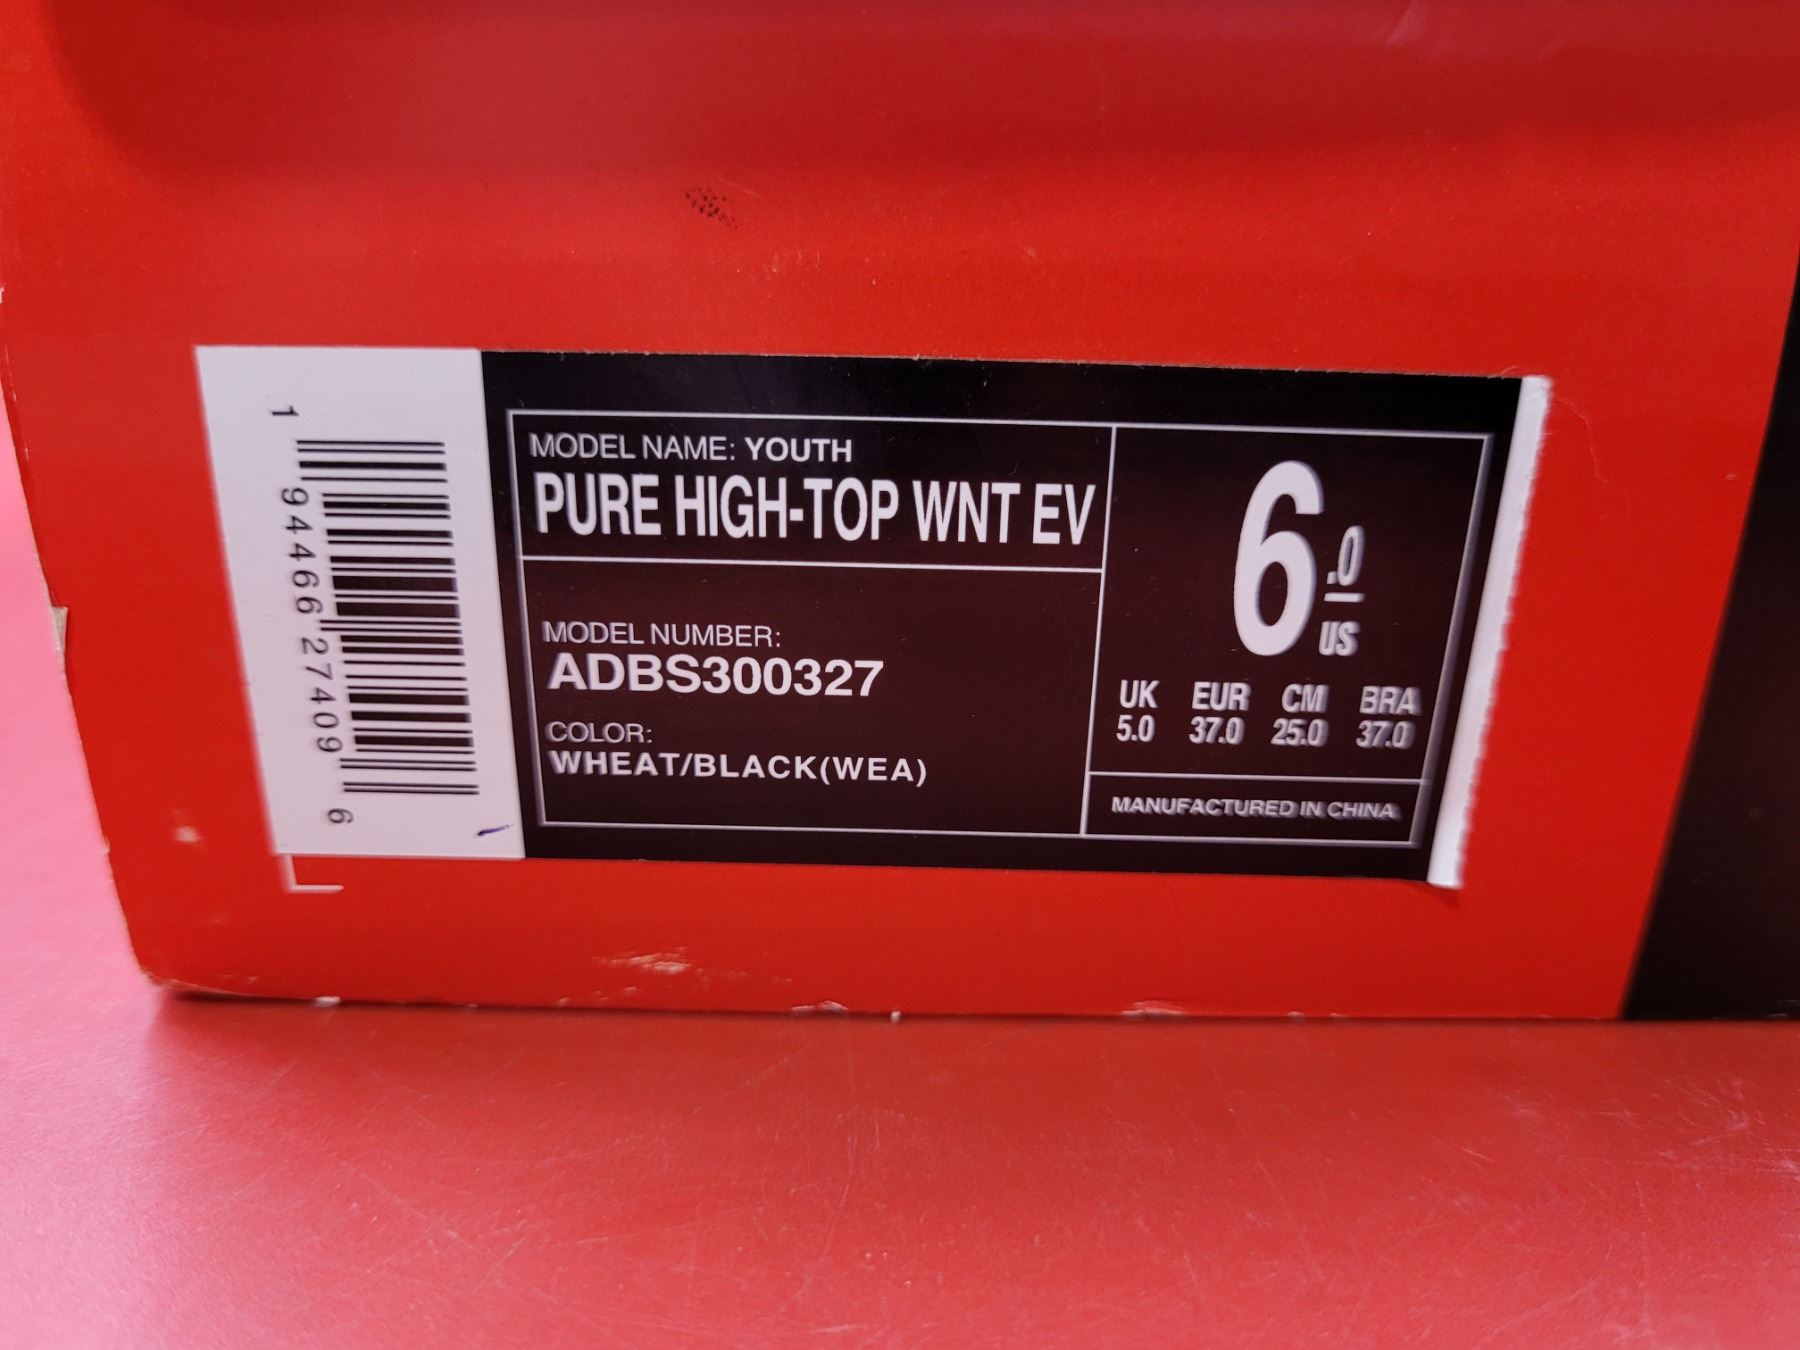 1 94466 27409 6
MODEL NAME: YOUTH
PURE HIGH-TOP WNT EV
MODEL NUMBER:
ADBS300327
COLOR:
WHEAT/BLACK(WEA)
6.0
US
UK EUR CM BRA
5.0 37.0 25.0 37.0
MANUFACTURED IN CHINA